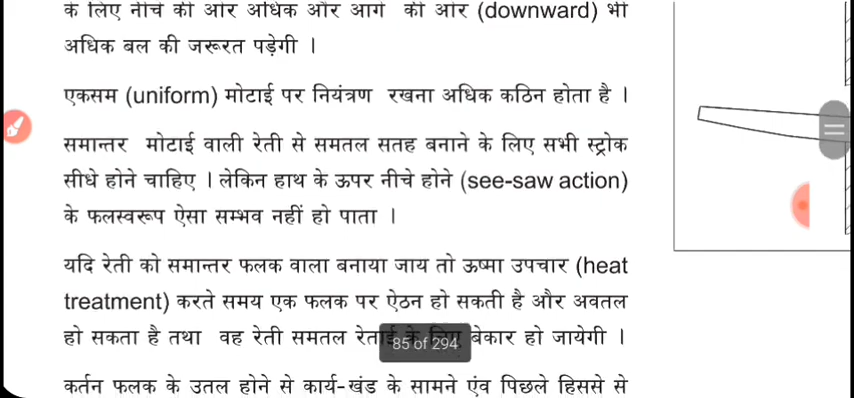 के लिए नीचे की ओर अधिक और आगे की ओर (downward) भी
अधिक बल की जरूरत पड़ेगी ।
एकसम (uniform) मोटाई पर नियंत्रण रखना अधिक कठिन होता है ।
समान्तर मोटाई वाली रेती से समतल सतह बनाने के लिए सभी स्ट्रोक
सीधे होने चाहिए । लेकिन हाथ के ऊपर नीचे होने (see-saw action)
के फलस्वरूप ऐसा सम्भव नहीं हो पाता ।
यदि रेती को समान्तर फलक वाला बनाया जाय तो ऊष्मा उपचार (heat
treatment) करते समय एक फलक पर ऐठन हो सकती है और अवतल
हो सकता है तथा वह रेती समतल रेताई के लिए बेकार हो जायेगी ।
85 of 294
कर्तन फलक के उतल होने से कार्य-खंड के सामने एंव पिछले हिससे से